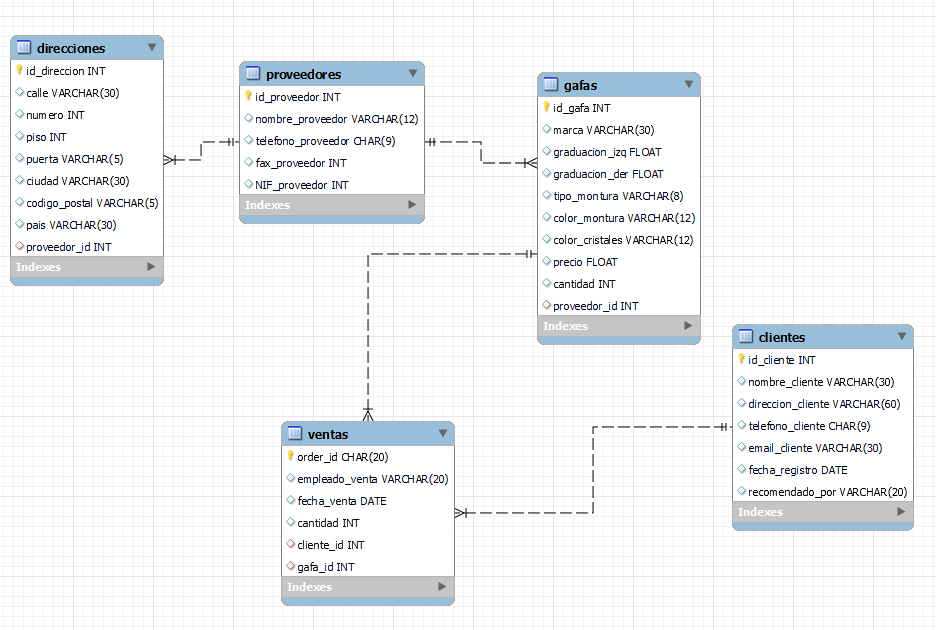 direcciones
id_direccion INT
calle VARCHAR(30)
numero INT
piso INT
puerta VARCHAR(5)
ciudad VARCHAR(30)
codigo_postal VARCHAR(5)
pais VARCHAR(30)
proveedor_id INT
Indexes
proveedores
id_proveedor INT
nombre_proveedor VARCHAR(12)
telefono_proveedor CHAR(9)
fax_proveedor INT
NIF_proveedor INT
Indexes
gafas
id_gafa INT
marca VARCHAR(30)
graduacion_izq FLOAT
graduacion_der FLOAT
tipo_montura VARCHAR(8)
color_montura VARCHAR(12)
color_cristales VARCHAR(12)
precio FLOAT
cantidad INT
proveedor_id INT
Indexes
clientes
id_cliente INT
nombre_cliente VARCHAR(30)
direccion_cliente VARCHAR(60)
telefono_cliente CHAR(9)
email_cliente VARCHAR(30)
fecha_registro DATE
recomendado_por VARCHAR(20)
Indexes
ventas
order_id CHAR(20)
empleado_venta VARCHAR(20)
fecha_venta DATE
cantidad INT
cliente_id INT
gafa_id INT
Indexes